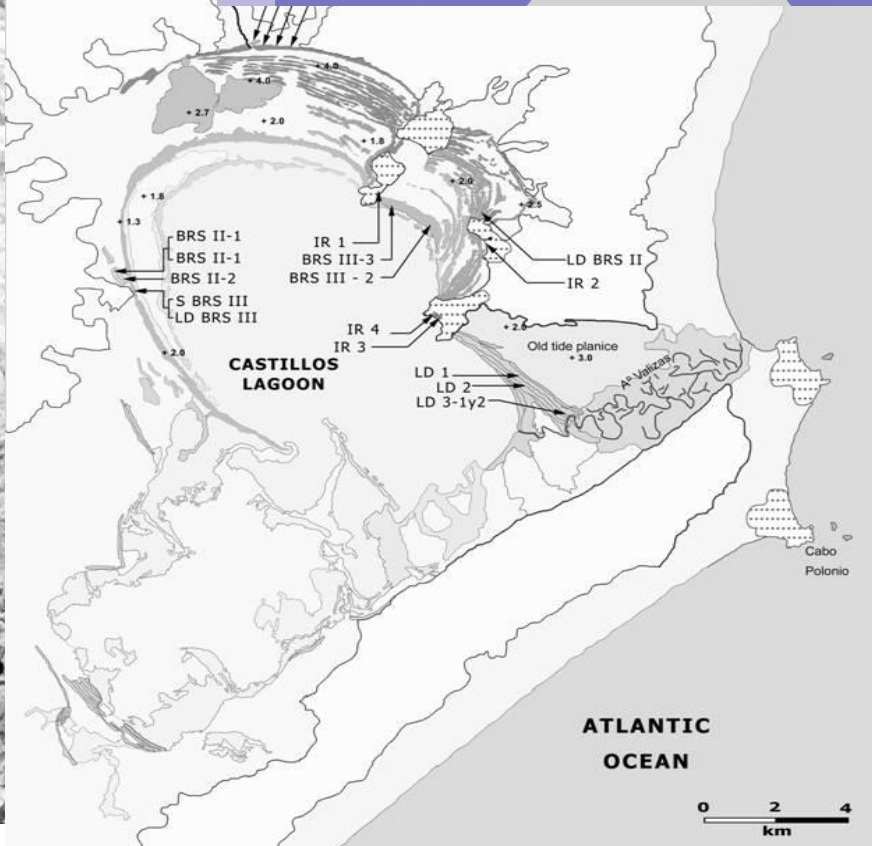 + 4.0
+ 4.0
+ 2.7
+ 2.0
+ 1.8
+ 2.0
+ 2.5
+ 1.8
+ 1.3
BRS II-1
BRS II-1
BRS II-2
S BRS III
LD BRS III
IR 1
BRS III-3
BRS III - 2
LD BRS II
IR 2
IR 4
IR 3
+ 2.0
CASTILLOS
LAGOON
Old tide planice
+ 3.0
Aº Valizas
LD 1
LD 2
LD 3-1y2
Cabo
Polonio
ATLANTIC
OCEAN
0 2 4
km